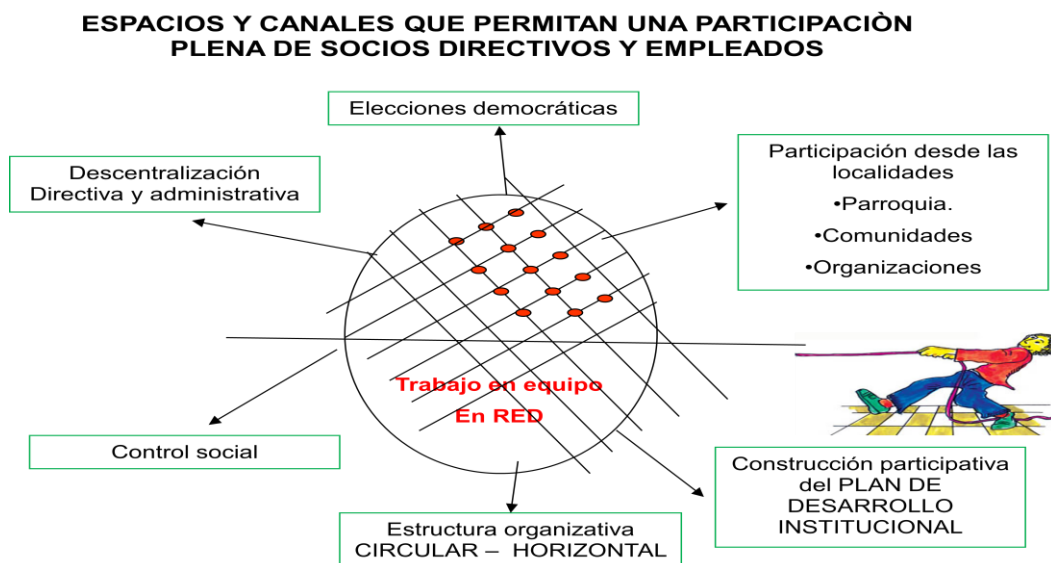 ESPACIOS Y CANALES QUE PERMITAN UNA PARTICIPACIÒN
PLENA DE SOCIOS DIRECTIVOS Y EMPLEADOS
Elecciones democráticas
Descentralización
Directiva y administrativa
Participación desde las
localidades
•Parroquia.
•Comunidades
•Organizaciones
Trabajo en equipo
En RED
Control social
Construcción participativa
del PLAN DE
DESARROLLO
INSTITUCIONAL
Estructura organizativa
CIRCULAR – HORIZONTAL